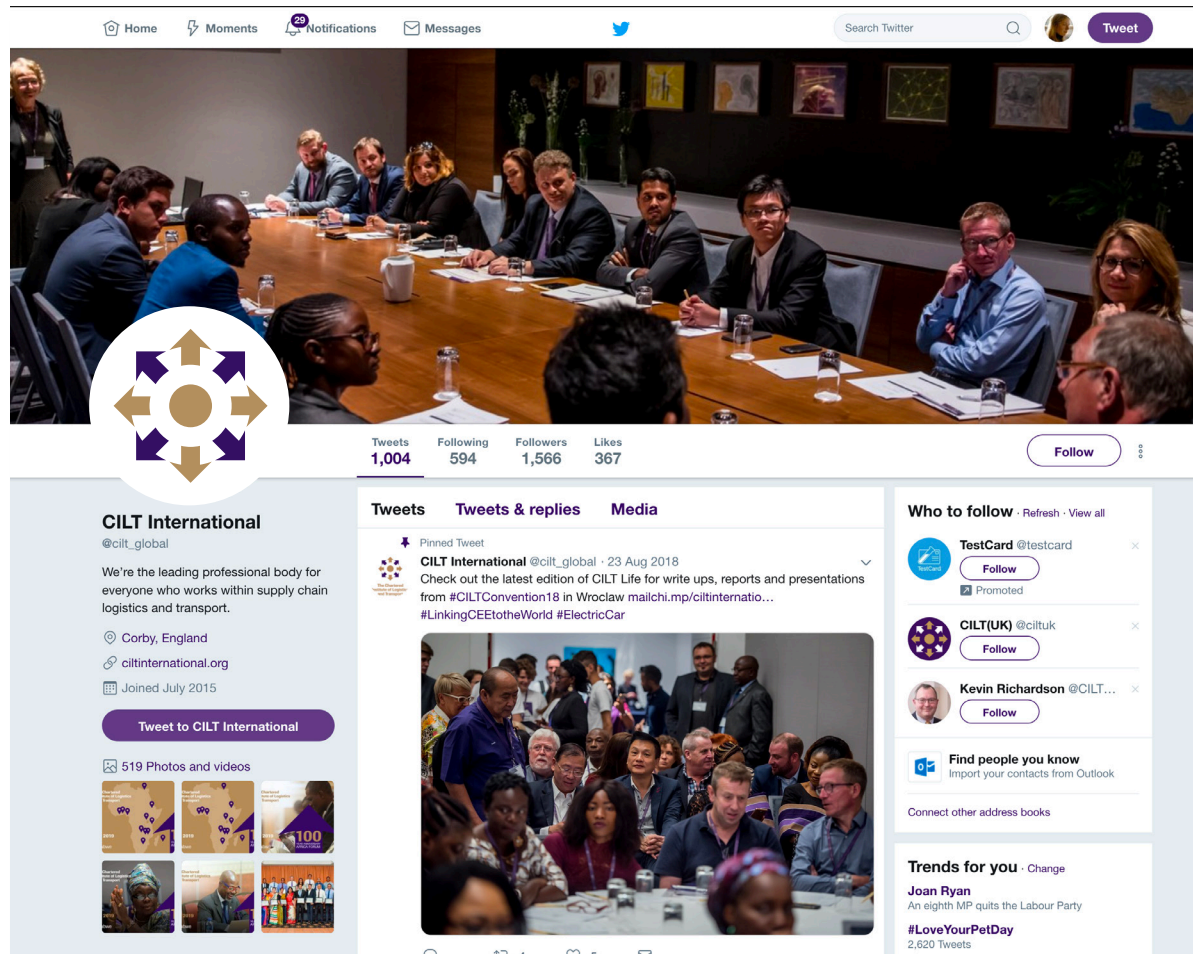 Home
Moments
29
Notifications
Messages
Search Twitter
Tweet
Tweets
1,004
Following
594
Followers
1,566
Likes
367
Follow
CILT International
@cilt_global
We're the leading professional body for
everyone who works within supply chain
logistics and transport.
Corby, England
ciltinternational.org
Joined July 2015
Tweet to CILT International
519 Photos and videos
2019
2019
2019
100
AFRICA FORUM
Tweets Tweets & replies Media
Pinned Tweet
CILT International @cilt_global · 23 Aug 2018
Check out the latest edition of CILT Life for write ups, reports and presentations
from #CILTConvention18 in Wroclaw mailchi.mp/ciltinternatio…
#LinkingCEEtotheWorld #ElectricCar
Who to follow · Refresh · View all
TestCard @testcard
TestCard
Follow
Promoted
CILT(UK) @ciltuk
Follow
Kevin Richardson @CILT…
Follow
Find people you know
Import your contacts from Outlook
Connect other address books
Trends for you · Change
Joan Ryan
An eighth MP quits the Labour Party
#LoveYourPetDay
2,620 Tweets